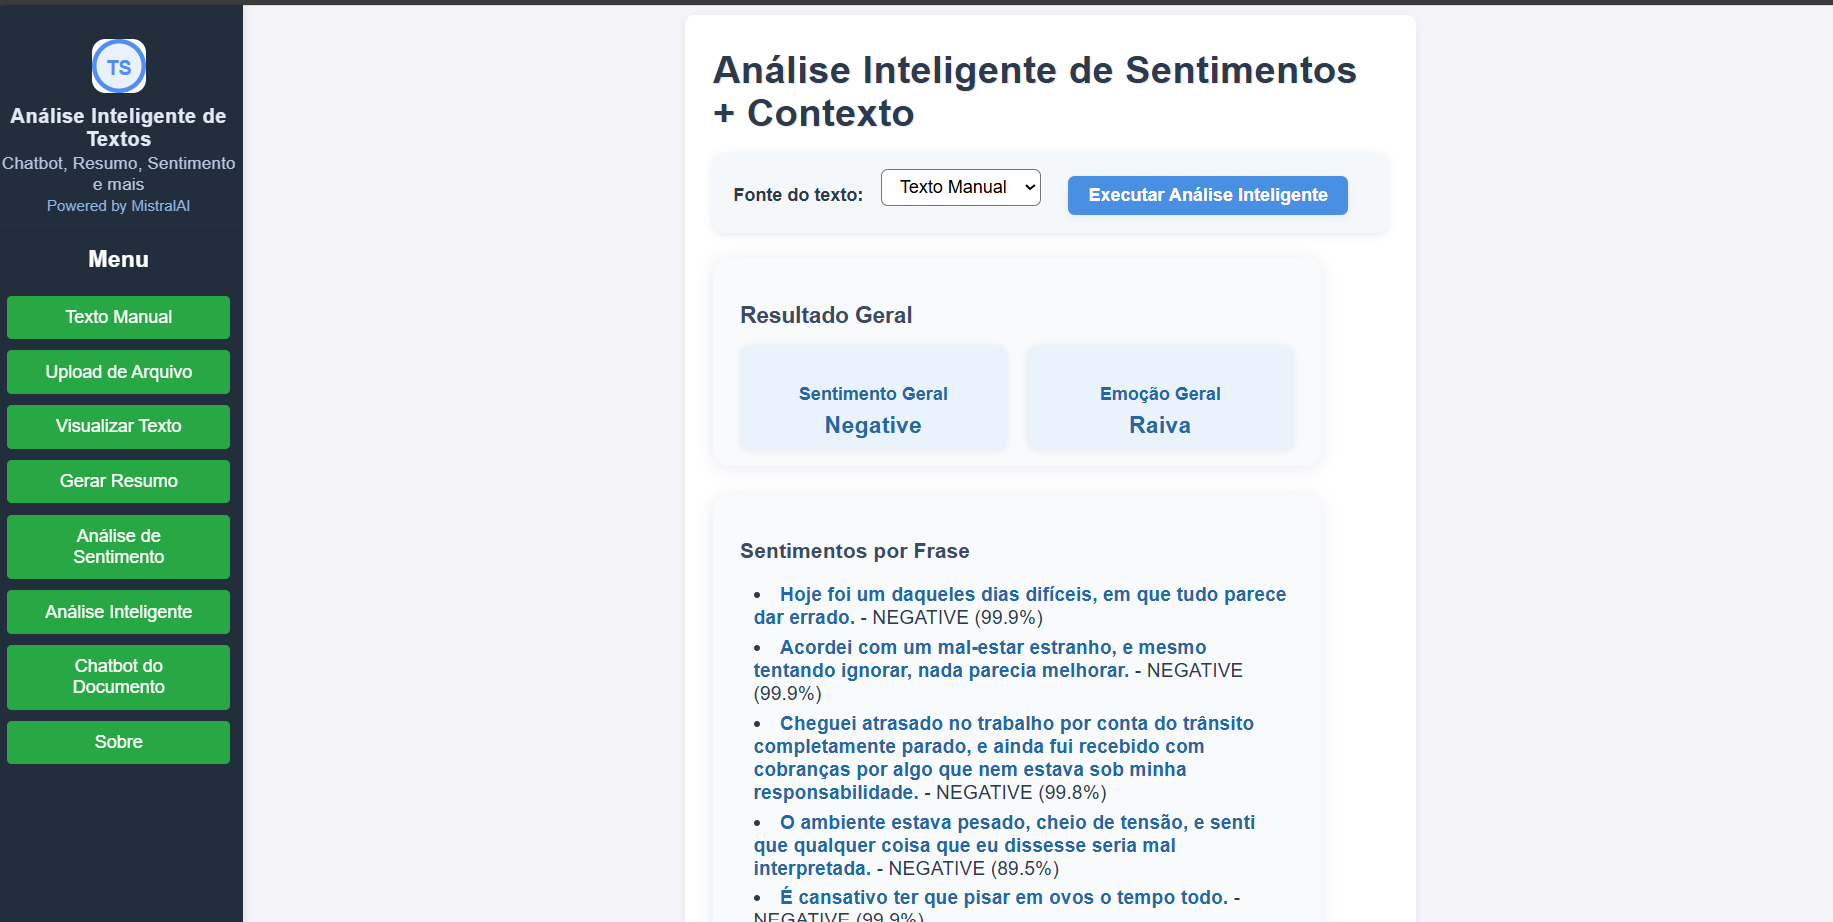 TS
Análise Inteligente de
Textos
Chatbot, Resumo, Sentimento
e mais
Powered by MistralAI
Menu
Texto Manual
Upload de Arquivo
Visualizar Texto
Gerar Resumo
Análise de
Sentimento
Análise Inteligente
Chatbot do
Documento
Sobre
Análise Inteligente de Sentimentos
+ Contexto
Fonte do texto: Texto Manual Executar Análise Inteligente
Resultado Geral
Sentimento Geral
Negative
Emoção Geral
Raiva
Sentimentos por Frase
• Hoje foi um daqueles dias difíceis, em que tudo parece
dar errado. - NEGATIVE (99.9%)
• Acordei com um mal-estar estranho, e mesmo
tentando ignorar, nada parecia melhorar. - NEGATIVE
(99.9%)
• Cheguei atrasado no trabalho por conta do trânsito
completamente parado, e ainda fui recebido com
cobranças por algo que nem estava sob minha
responsabilidade. - NEGATIVE (99.8%)
• O ambiente estava pesado, cheio de tensão, e senti
que qualquer coisa que eu dissesse seria mal
interpretada. - NEGATIVE (89.5%)
• É cansativo ter que pisar em ovos o tempo todo. -
NEGATIVE (99.9%)